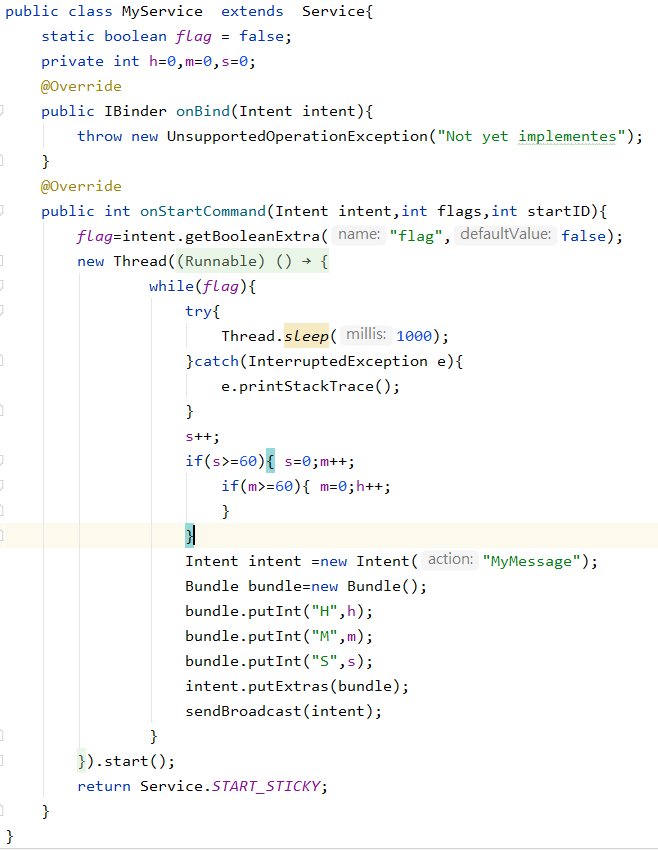 public class MyService  extends  Service{
    static boolean flag = false;
    private int h=0,m=0,s=0;
    @Override
    public IBinder onBind(Intent intent){
        throw new UnsupportedOperationException("Not yet implementes");
    }
    @Override
    public int onStartCommand(Intent intent,int flags,int startID){
        flag=intent.getBooleanExtra( name: "flag", defaultValue: false);
        new Thread((Runnable) () → {
                while(flag){
                    try{
                        Thread.sleep( millis: 1000);
                    }catch(InterruptedException e){
                        e.printStackTrace();
                    }
                    s++;
                    if(s>=60){ s=0;m++;
                        if(m>=60){ m=0;h++;
                        }
                    }
                    Intent intent =new Intent( action: "MyMessage");
                    Bundle bundle=new Bundle();
                    bundle.putInt("H",h);
                    bundle.putInt("M",m);
                    bundle.putInt("S",s);
                    intent.putExtras(bundle);
                    sendBroadcast(intent);
                }
        }).start();
        return Service.START_STICKY;
    }
}